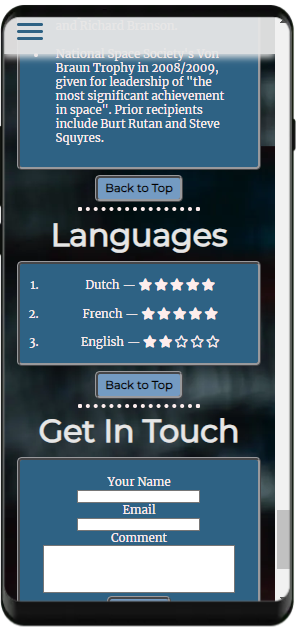 and Richard Branson.
National Space Society's Von
Braun Trophy in 2008/2009,
given for leadership of "the
most significant achievement
in space". Prior recipients
include Burt Rutan and Steve
Squyres.
Back to Top
Languages
1. Dutch —
2. French —
3. English —
Back to Top
Get In Touch
Your Name
Email
Comment